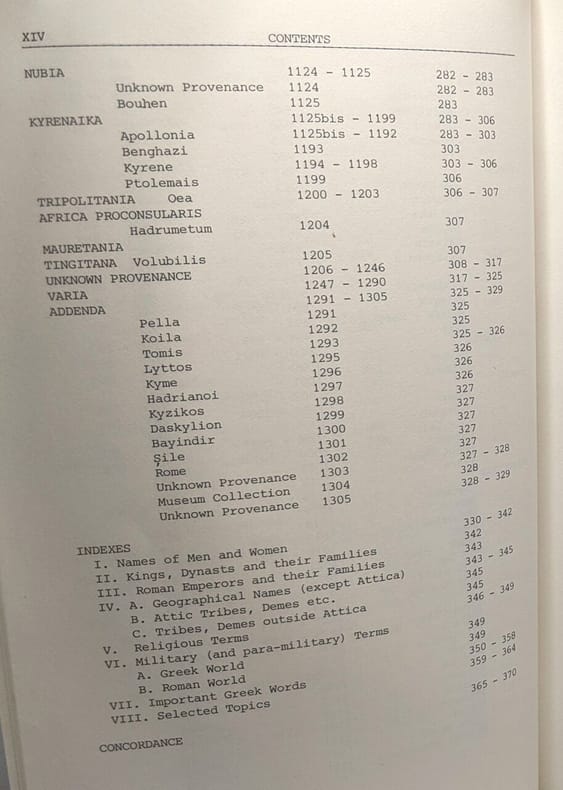 XIV CONTENTS
NUBIA 1124 - 1125 282 - 283
Unknown Provenance 1124 282 - 283
Bouhen 1125 283
KYRENAIKA 1125bis - 1199 283 - 306
Apollonia 1125bis - 1192 283 - 303
Benghazi 1193 303
Kyrene 1194 - 1198 303 - 306
Ptolemais 1199 306
TRIPOLITANIA Oea 1200 - 1203 306 - 307
AFRICA PROCONSULARIS
Hadrumetum 1204 307
MAURETANIA
TINGITANA Volubilis 1205 307
UNKNOWN PROVENANCE 1206 - 1246 308 - 317
VARIA 1247 - 1290 317 - 325
ADDENDA 1291 - 1305 325 - 329
Pella 1291 325
Koila 1292 325
Tomis 1293 325 - 326
Lyttos 1295 326
Kyme 1296 326
Hadrianoi 1297 326
Kyzikos 1298 327
Daskylion 1299 327
Bayindir 1300 327
Şile 1301 327
Rome 1302 327
Unknown Provenance 1303 327 - 328
Museum Collection 1304 328
Unknown Provenance 1305 328 - 329
INDEXES
I. Names of Men and Women 330 - 342
II. Kings, Dynasts and their Families 342
III. Roman Emperors and their Families 343
IV. A. Geographical Names (except Attica) 343 - 345
B. Attic Tribes, Demes etc. 345
C. Tribes, Demes outside Attica 345
V. Religious Terms 346 - 349
VI. Military (and para-military) Terms
A. Greek World 349
B. Roman World 349
VII. Important Greek Words 350 - 358
VIII. Selected Topics 359 - 364
CONCORDANCE 365 - 370